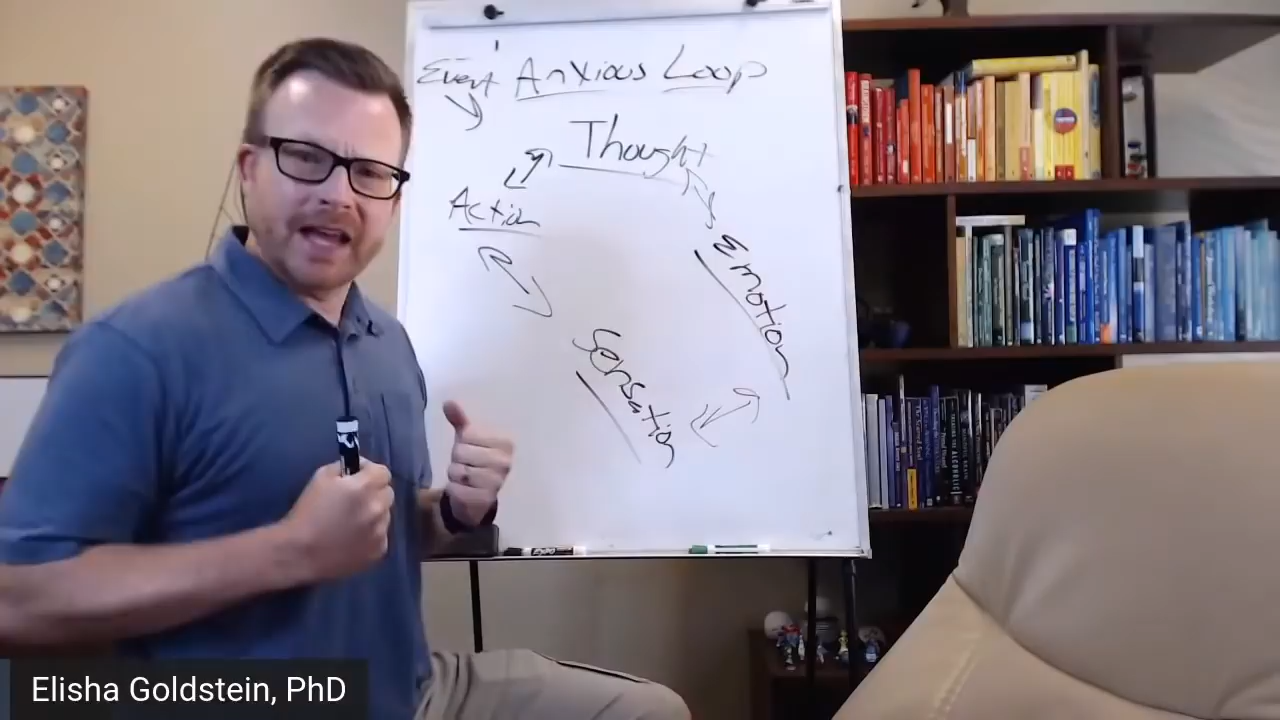 Event Anxious Loop
Thought
Action
Emotion
Sensation
Elisha Goldstein, PhD